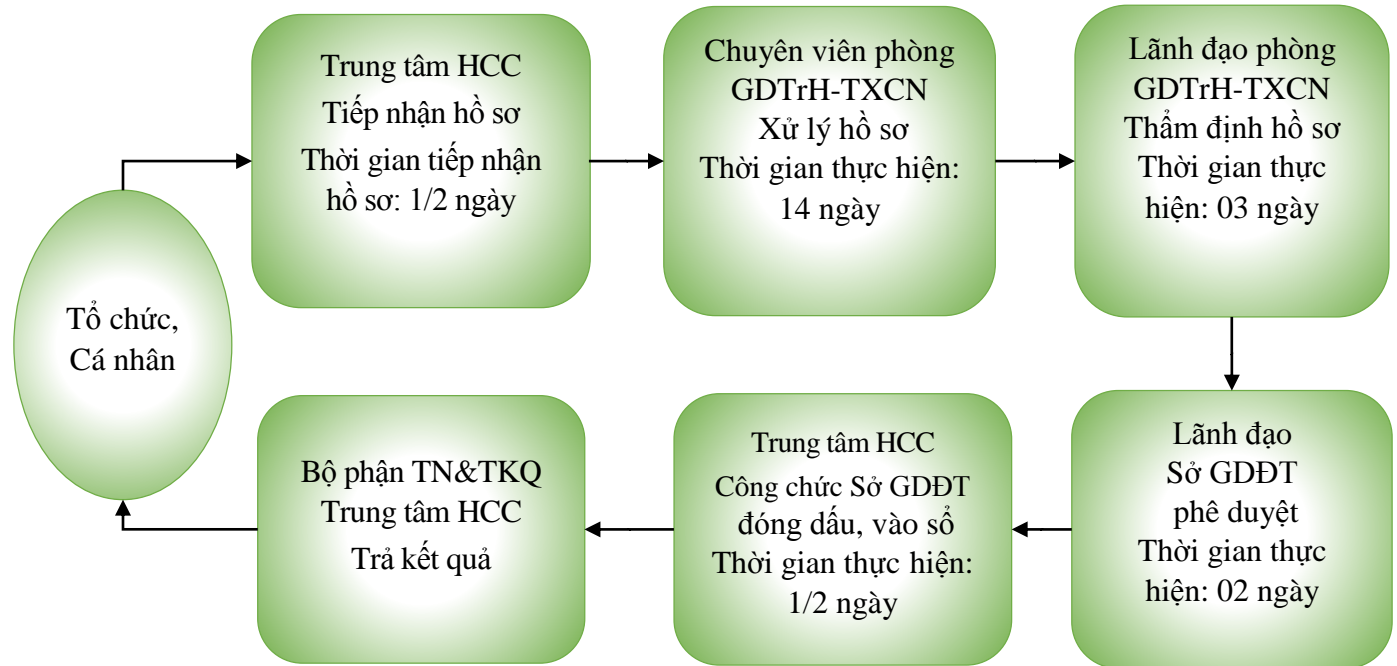 Tổ chức,
Cá nhân
Trung tâm HCC
Tiếp nhận hồ sơ
Thời gian tiếp nhận
hồ sơ: 1/2 ngày
Chuyên viên phòng
GDTrH-TXCN
Xử lý hồ sơ
Thời gian thực hiện:
14 ngày
Lãnh đạo phòng
GDTrH-TXCN
Thẩm định hồ sơ
Thời gian thực
hiện: 03 ngày
Lãnh đạo
Sở GDĐT
phê duyệt
Thời gian thực
hiện: 02 ngày
Trung tâm HCC
Công chức Sở GDĐT
đóng dấu, vào sổ
Thời gian thực hiện:
1/2 ngày
Bộ phận TN&TKQ
Trung tâm HCC
Trả kết quả